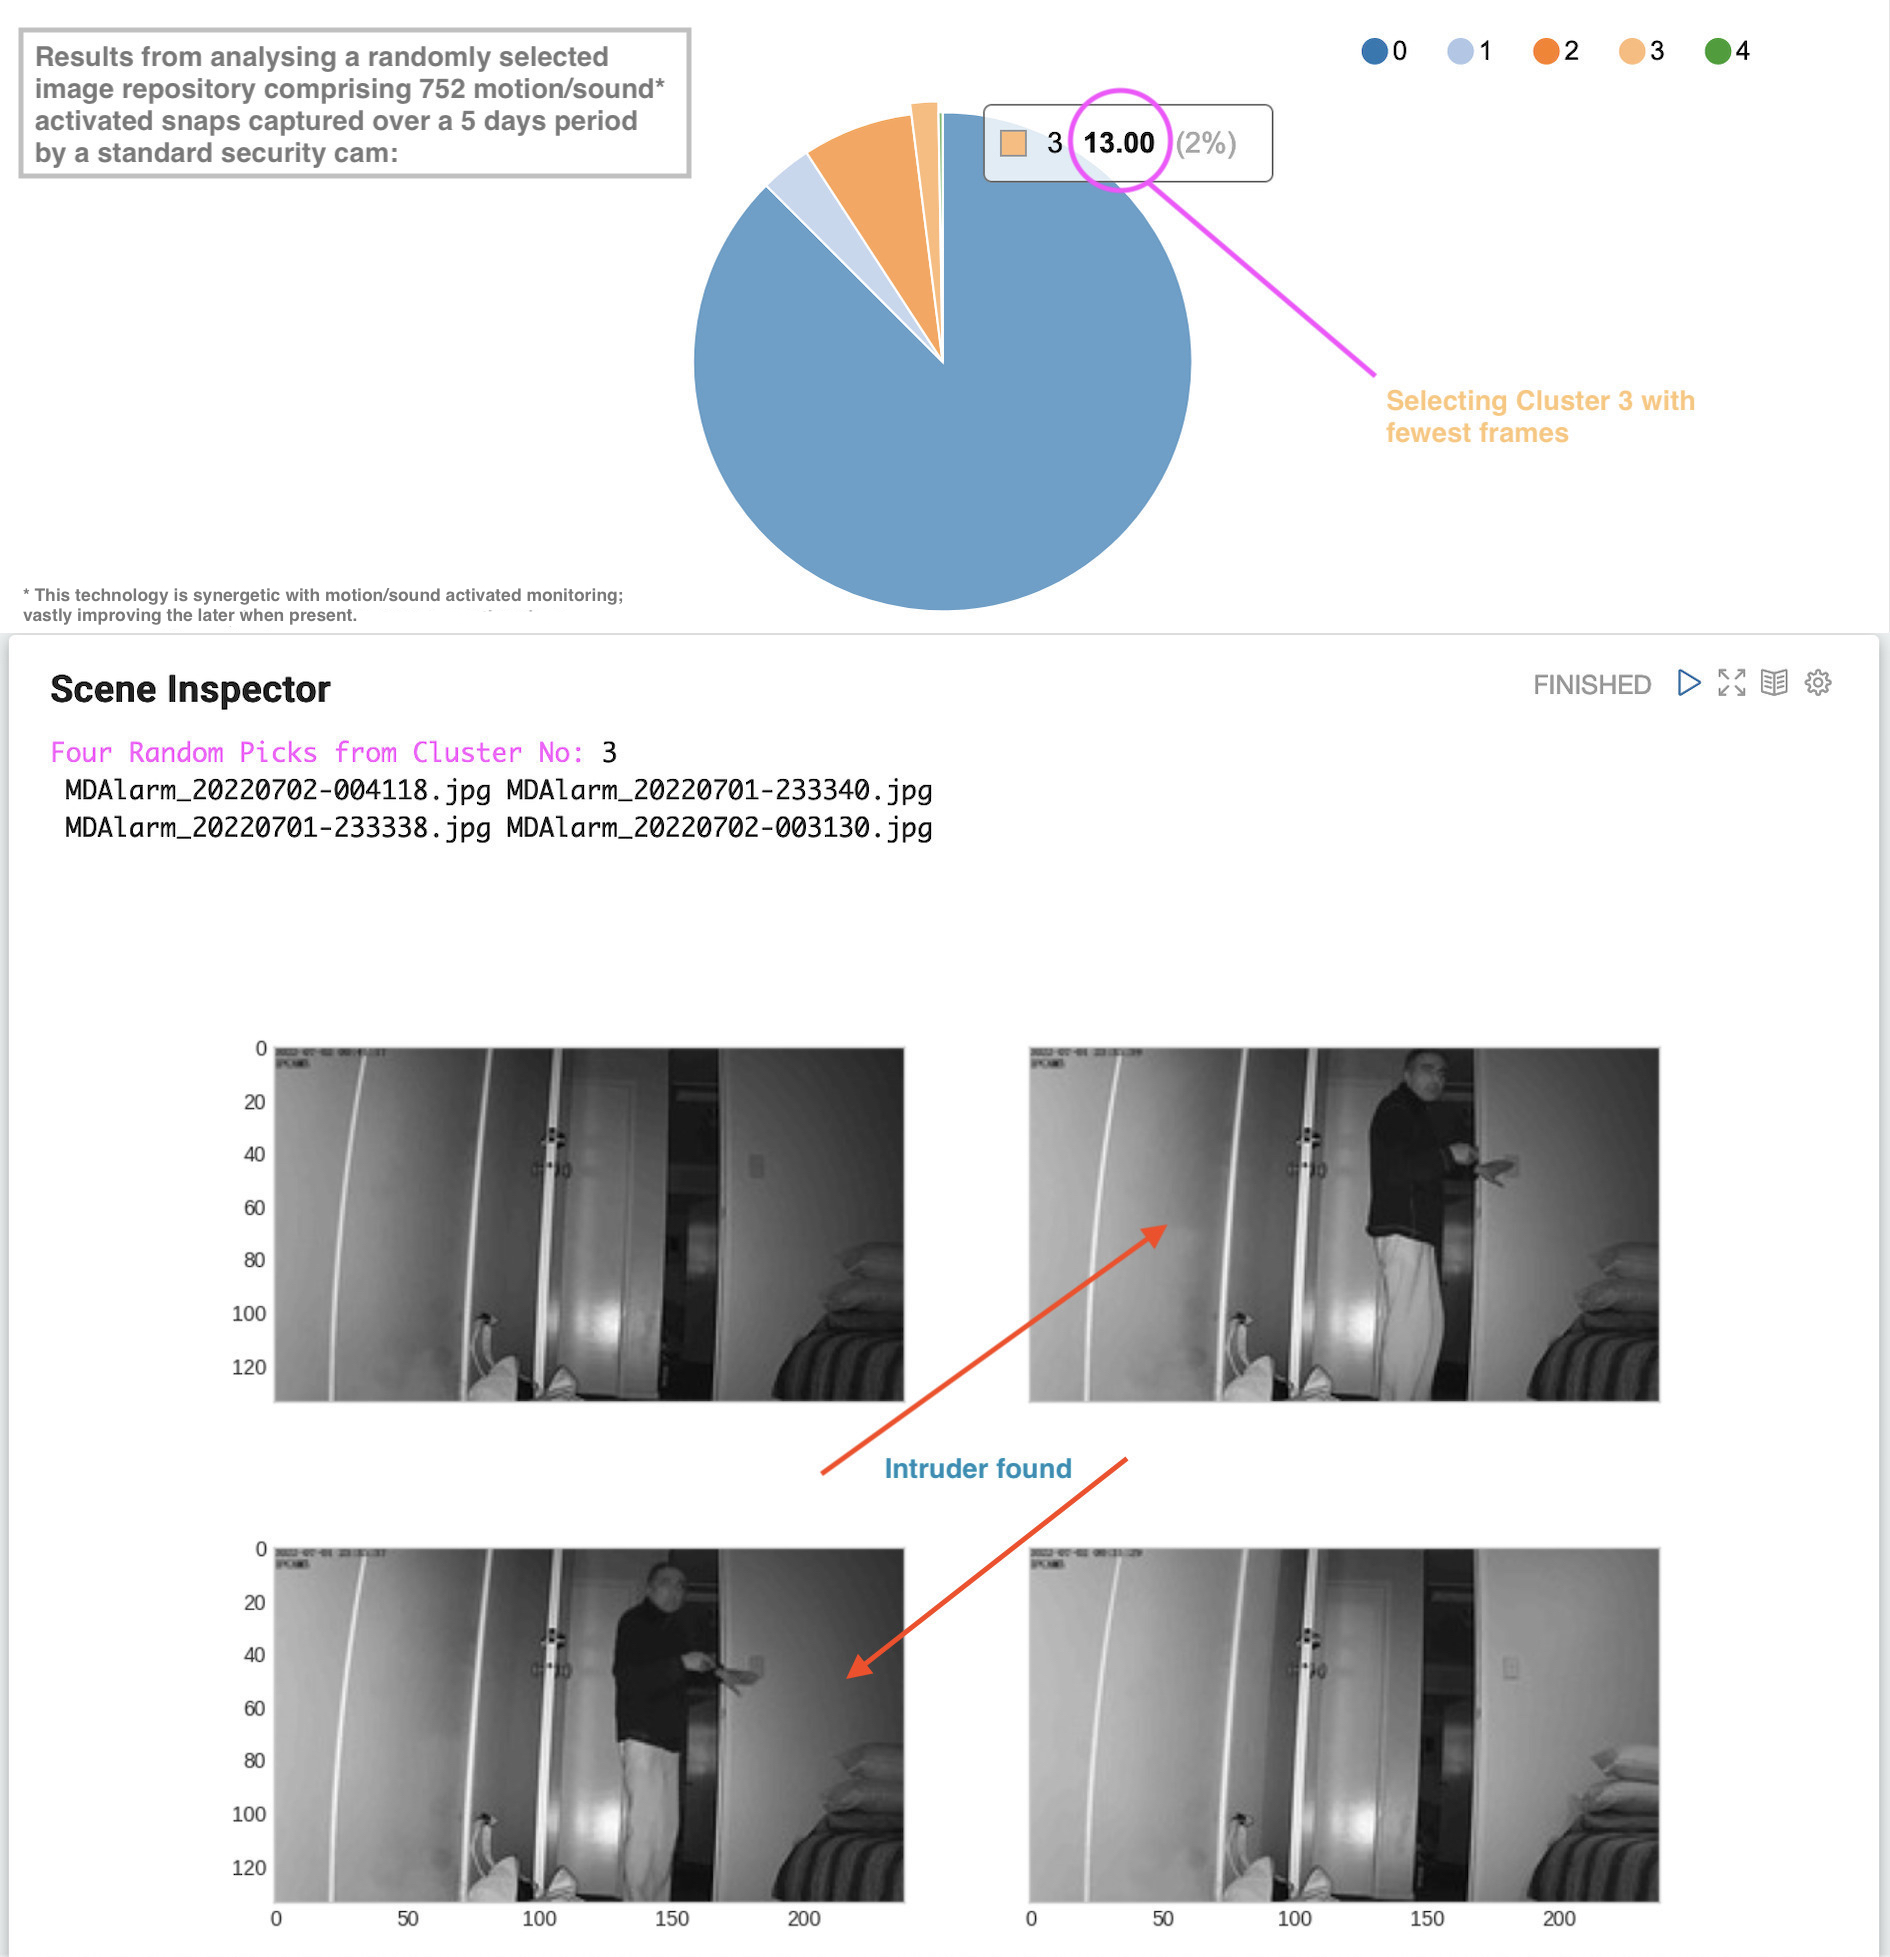 Results from analysing a randomly selected
image repository comprising 752 motion/sound*
activated snaps captured over a 5 days period
by a standard security cam:
0 1 2 3 4
3 13.00 (2%)
Selecting Cluster 3 with
fewest frames
* This technology is synergetic with motion/sound activated monitoring;
vastly improving the later when present.
Scene Inspector
FINISHED
Four Random Picks from Cluster No: 3
MDAlarm_20220702-004118.jpg MDAlarm_20220701-233340.jpg
MDAlarm_20220701-233338.jpg MDAlarm_20220702-003130.jpg
0
20
40
60
80
100
120
Intruder found
0
20
40
60
80
100
120
0 50 100 150 200
0 50 100 150 200